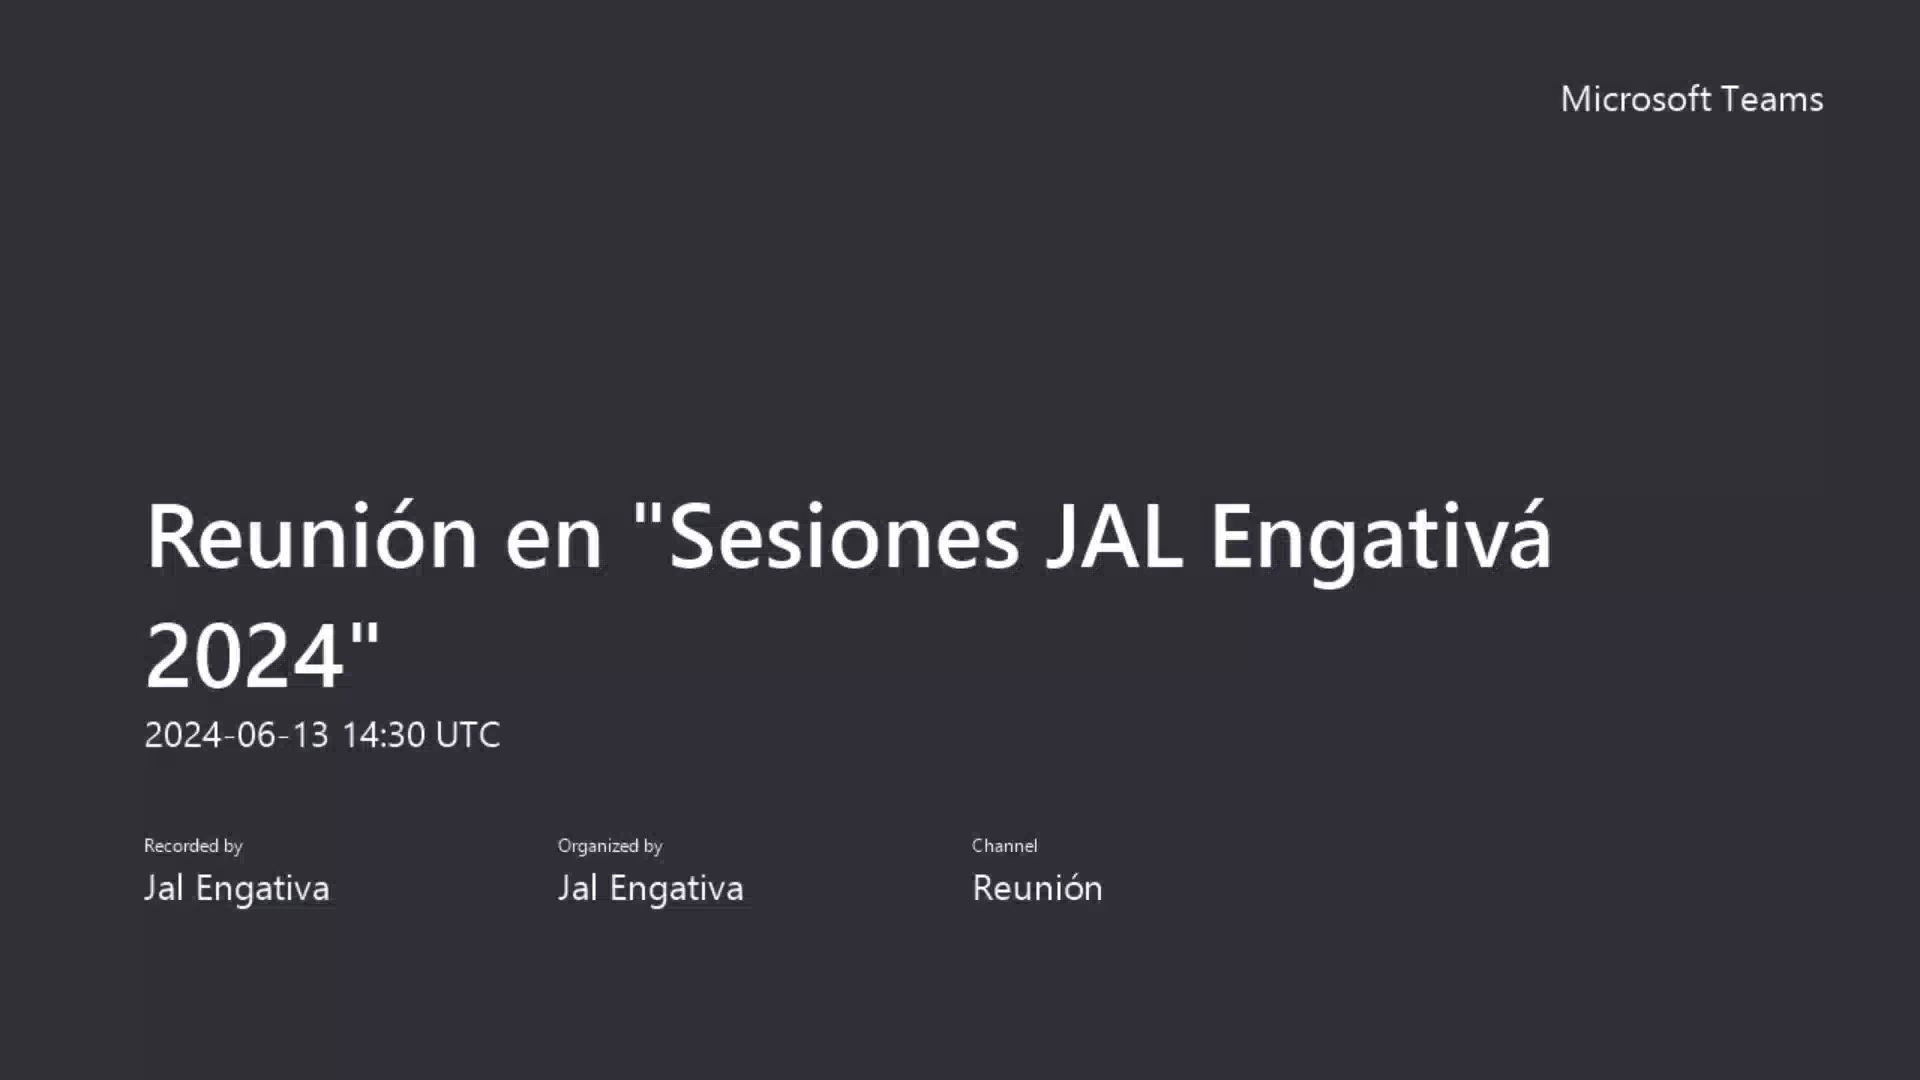 Microsoft Teams
Reunión en "Sesiones JAL Engativá
2024"
2024-06-13 14:30 UTC
Recorded by
Jal Engativa
Organized by
Jal Engativa
Channel
Reunión